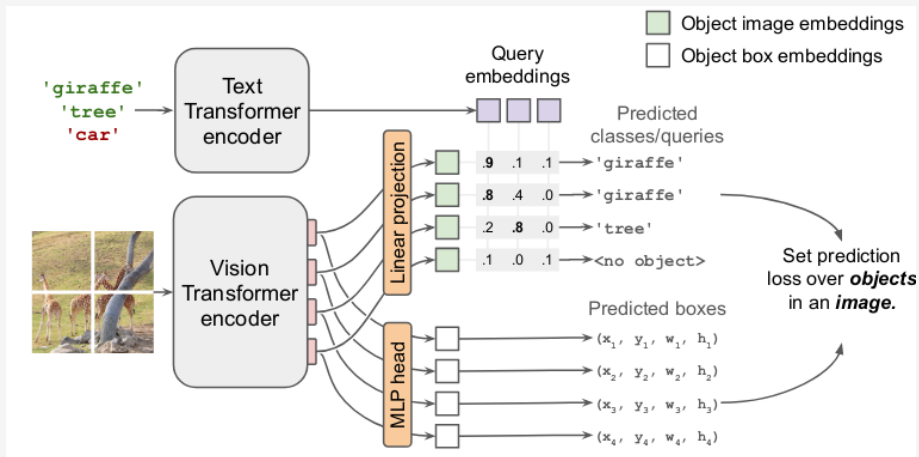 Object image embeddings
Object box embeddings
Query
embeddings
'giraffe'
'tree'
'car'
Text
Transformer
encoder
Predicted
classes/queries
Linear projection
.9 .1 .1 'giraffe'
.8 .4 .0 'giraffe'
.2 .8 .0 'tree'
.1 .0 .1 <no object>
Vision
Transformer
encoder
Set prediction
loss over objects
in an image.
Predicted boxes
MLP head
(x₁, y₁, w₁, h₁)
(x₂, y₂, w₂, h₂)
(x₃, y₃, w₃, h₃)
(x₄, y₄, w₄, h₄)